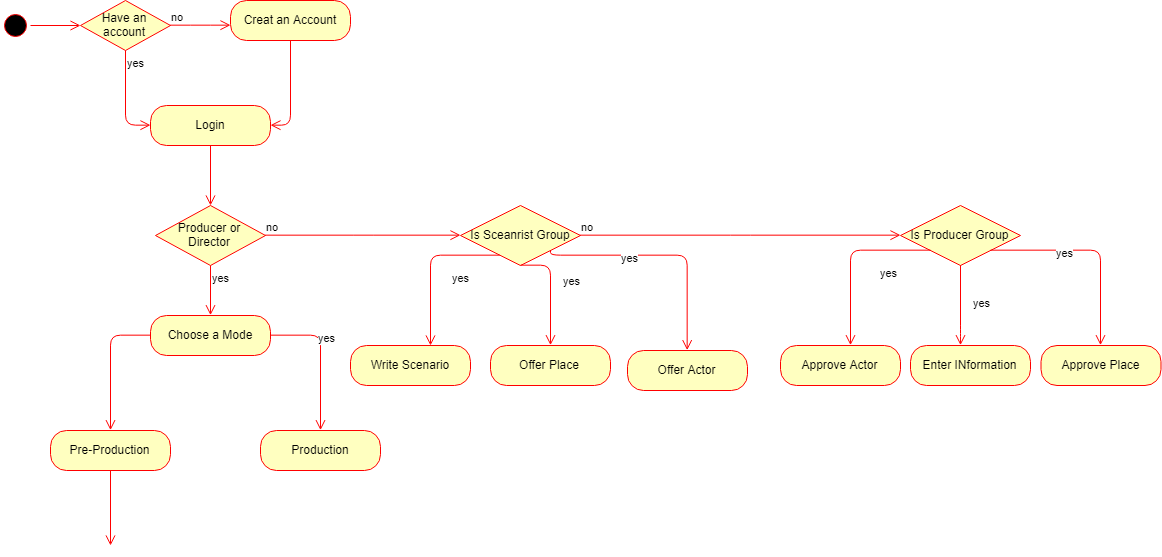 Have an
account
no
Creat an Account
yes
Login
Producer or
Director
no
Is Sceanrist Group
no
Is Producer Group
yes
yes
yes
yes
yes
yes
yes
Choose a Mode
yes
Write Scenario
Offer Place
Offer Actor
Approve Actor
Enter INformation
Approve Place
Pre-Production
Production